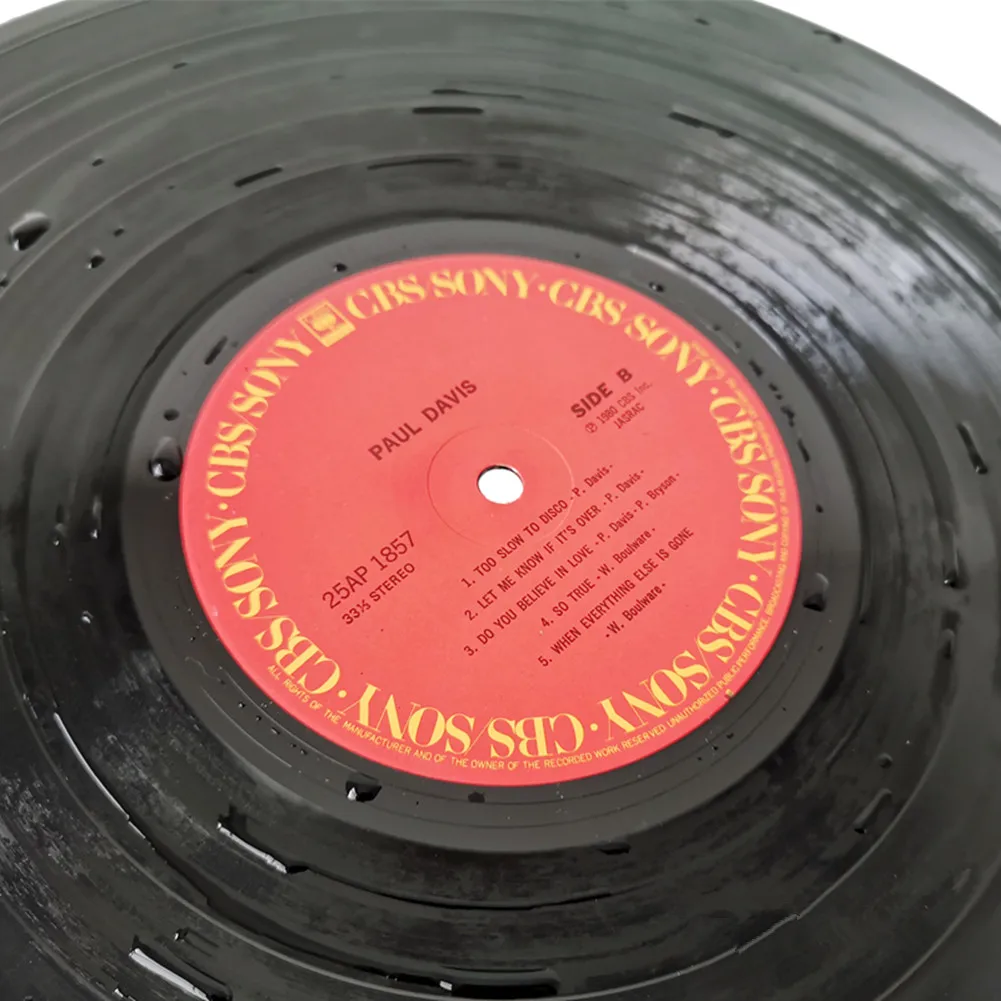 CBS/SONY · CBS/SONY · CBS/SONY · CBS/SONY · CBS/SONY · CBS/SONY · CBS/SONY
PAUL DAVIS
SIDE B
℗ 1980 CBS Inc.
JASRAC
25AP 1857
33⅓ STEREO
1. TOO SLOW TO DISCO - P. Davis -
2. LET ME KNOW IF IT'S OVER - P. Davis -
3. DO YOU BELIEVE IN LOVE - P. Davis - P. Bryson -
4. SO TRUE - W. Boulware -
5. WHEN EVERYTHING ELSE IS GONE
- W. Boulware -
ALL RIGHTS OF THE MANUFACTURER AND OF THE OWNER OF THE RECORDED WORK RESERVED UNAUTHORIZED PUBLIC PERFORMANCE, BROADCASTING AND COPYING OF